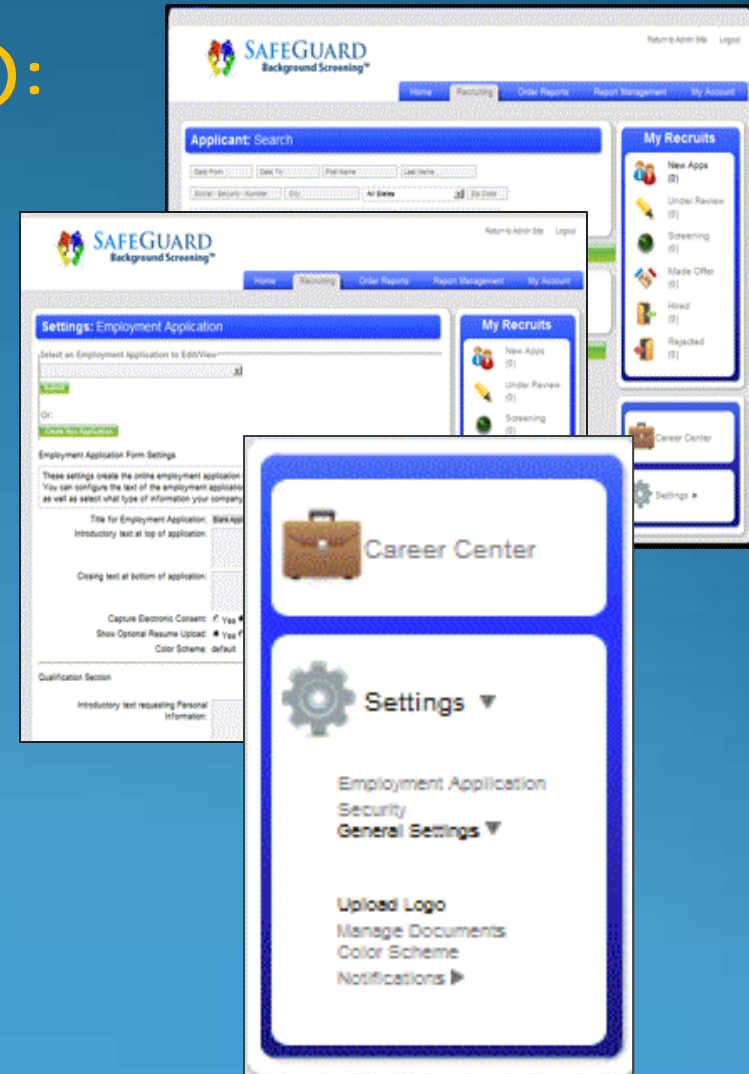 ):
SAFEGUARD
Background Screening™
Return to Admin Site Logout
Home Recruiting Order Reports Report Management My Account
Applicant: Search
Date From Date To First Name Last Name
Social - Security - Number City All States Zip Code
My Recruits
New Apps
(0)
Under Review
(0)
Screening
(0)
Made Offer
(0)
Hired
(0)
Rejected
(0)
Career Center
Settings
SAFEGUARD
Background Screening™
Return to Admin Site Logout
Home Recruiting Order Reports Report Management My Account
Settings: Employment Application
Select an Employment Application to Edit/View
Submit
Or:
Create New Application
Employment Application Form Settings
These settings create the online employment application
You can configure the text of the employment application
as well as select what type of information your company
Title for Employment Application:
Introductory text at top of application:
Closing text at bottom of application:
Capture Electronic Consent: Yes
Show Optional Resume Upload: Yes
Color Scheme: default
Qualification Section
Introductory text requesting Personal
Information:
My Recruits
New Apps
(0)
Under Review
(0)
Screening
(0)
Career Center
Settings
Employment Application
Security
General Settings
Upload Logo
Manage Documents
Color Scheme
Notifications